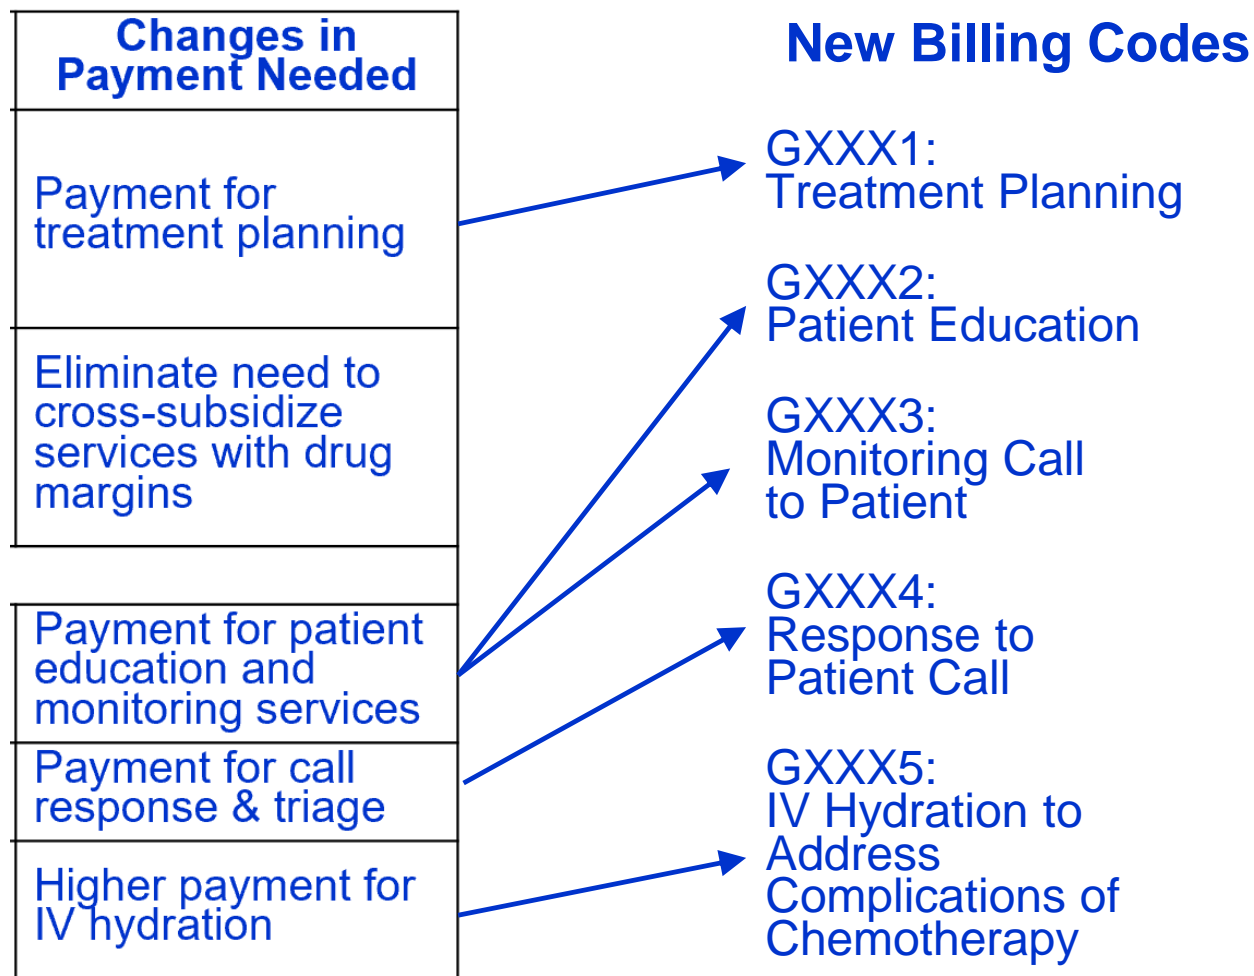 Changes in
Payment Needed
Payment for
treatment planning
Eliminate need to
cross-subsidize
services with drug
margins
Payment for patient
education and
monitoring services
Payment for call
response & triage
Higher payment for
IV hydration
New Billing Codes
GXXX1:
Treatment Planning
GXXX2:
Patient Education
GXXX3:
Monitoring Call
to Patient
GXXX4:
Response to
Patient Call
GXXX5:
IV Hydration to
Address
Complications of
Chemotherapy